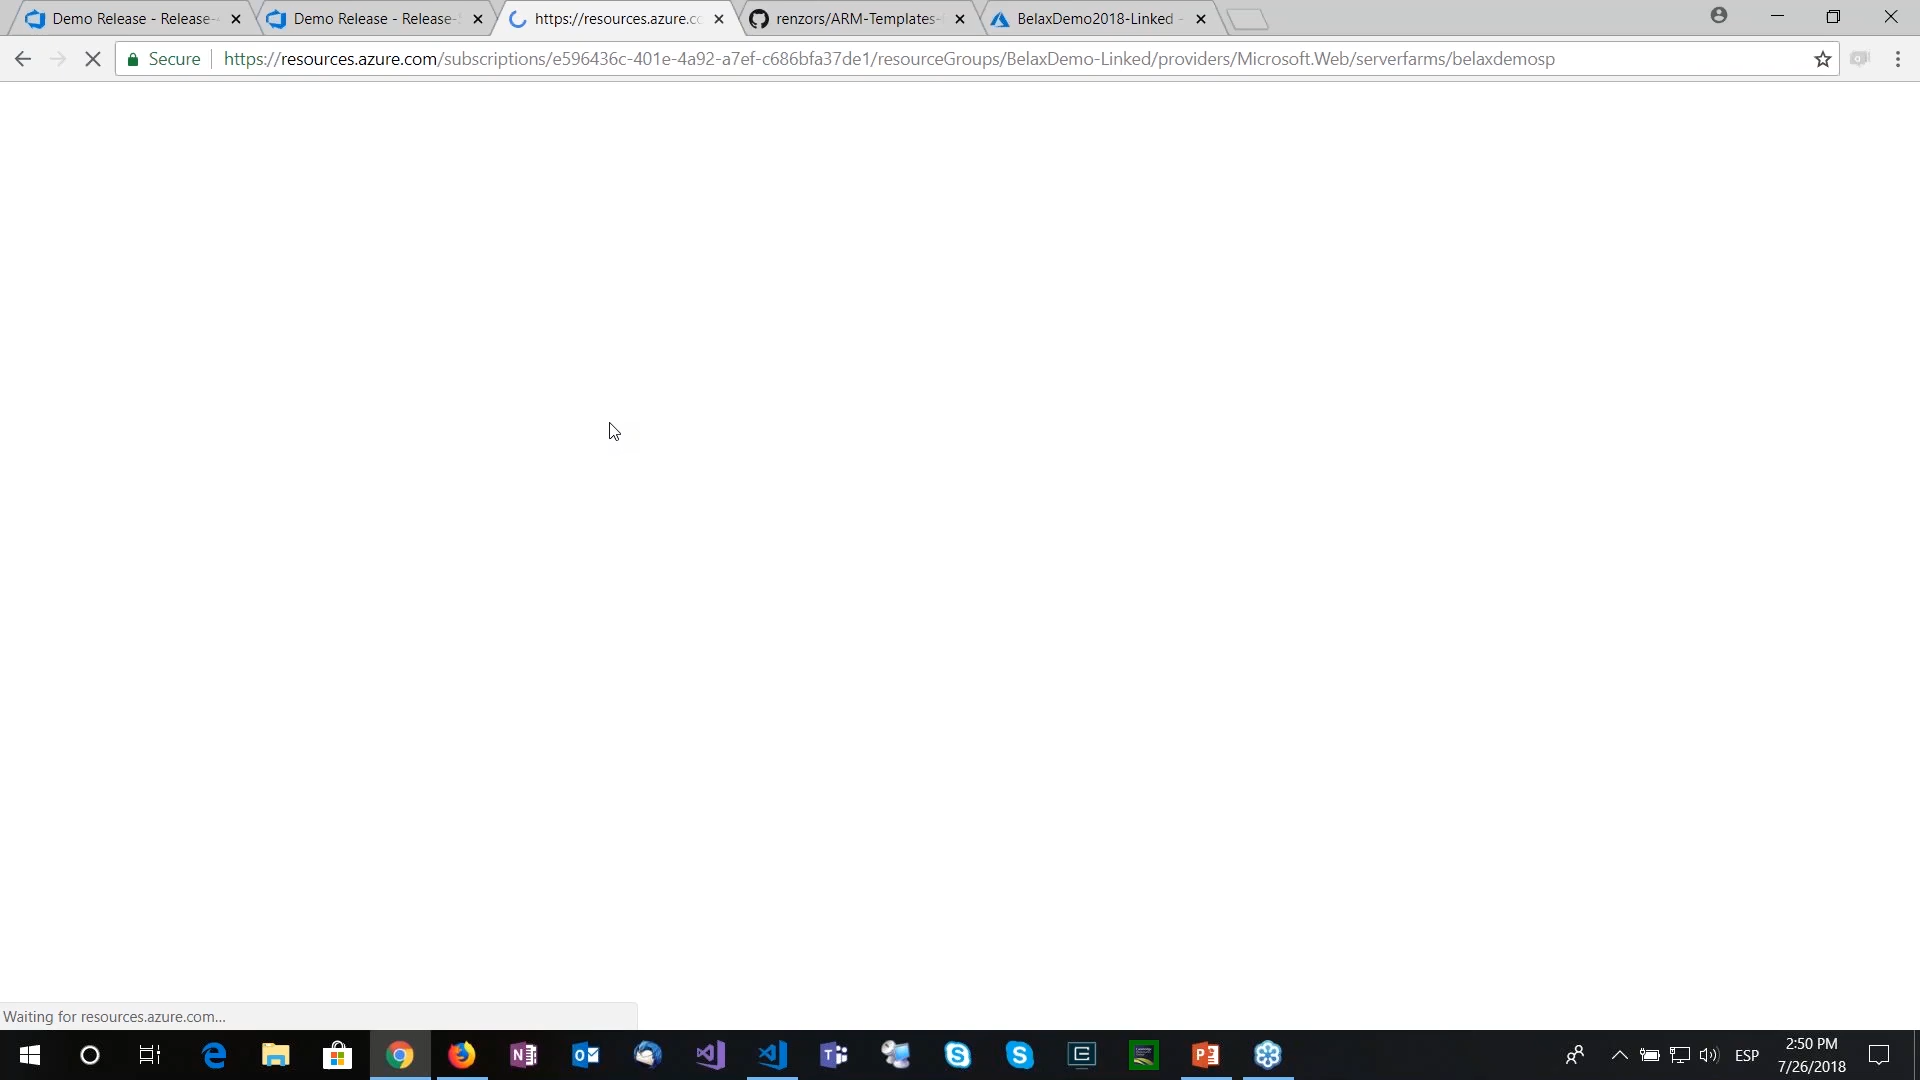 Demo Release - Release-
Demo Release - Release-
https://resources.azure.cc
renzors/ARM-Templates-
BelaxDemo2018-Linked -
Secure
https://resources.azure.com/subscriptions/e596436c-401e-4a92-a7ef-c686bfa37de1/resourceGroups/BelaxDemo-Linked/providers/Microsoft.Web/serverfarms/belaxdemosp
Waiting for resources.azure.com...
ESP
2:50 PM
7/26/2018